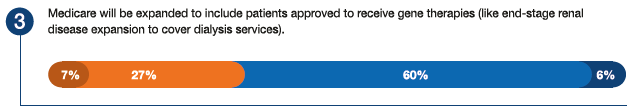 3
Medicare will be expanded to include patients approved to receive gene therapies (like end-stage renal
disease expansion to cover dialysis services).
7% 27% 60% 6%